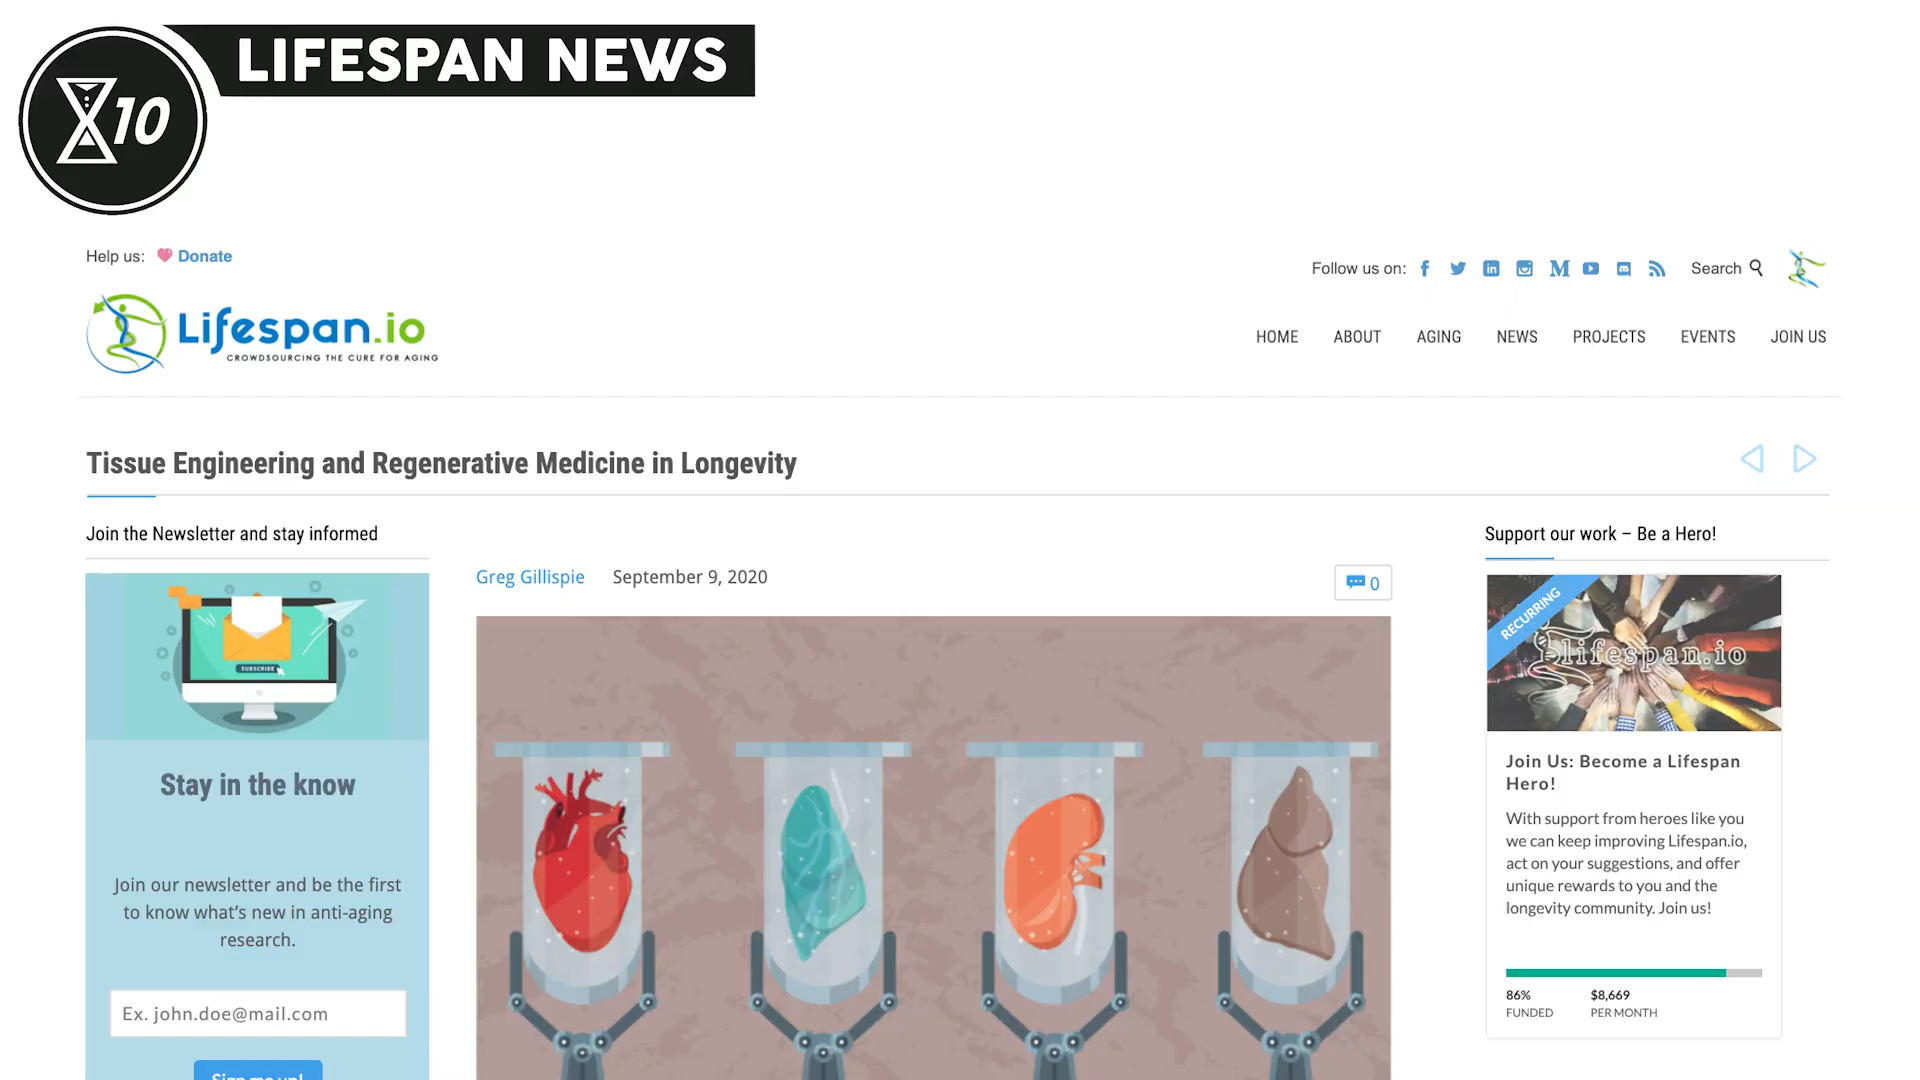 LIFESPAN NEWS
X10
Help us: Donate
Follow us on:
Search
Lifespan.io
CROWDSOURCING THE CURE FOR AGING
HOME ABOUT AGING NEWS PROJECTS EVENTS JOIN US
Tissue Engineering and Regenerative Medicine in Longevity
Join the Newsletter and stay informed
SUBSCRIBE
Stay in the know
Join our newsletter and be the first
to know what's new in anti-aging
research.
Ex. john.doe@mail.com
Sign me up!
Greg Gillispie September 9, 2020
0
Support our work – Be a Hero!
RECURRING
lifespan.io
Join Us: Become a Lifespan
Hero!
With support from heroes like you
we can keep improving Lifespan.io,
act on your suggestions, and offer
unique rewards to you and the
longevity community. Join us!
86% $8,669
FUNDED PER MONTH